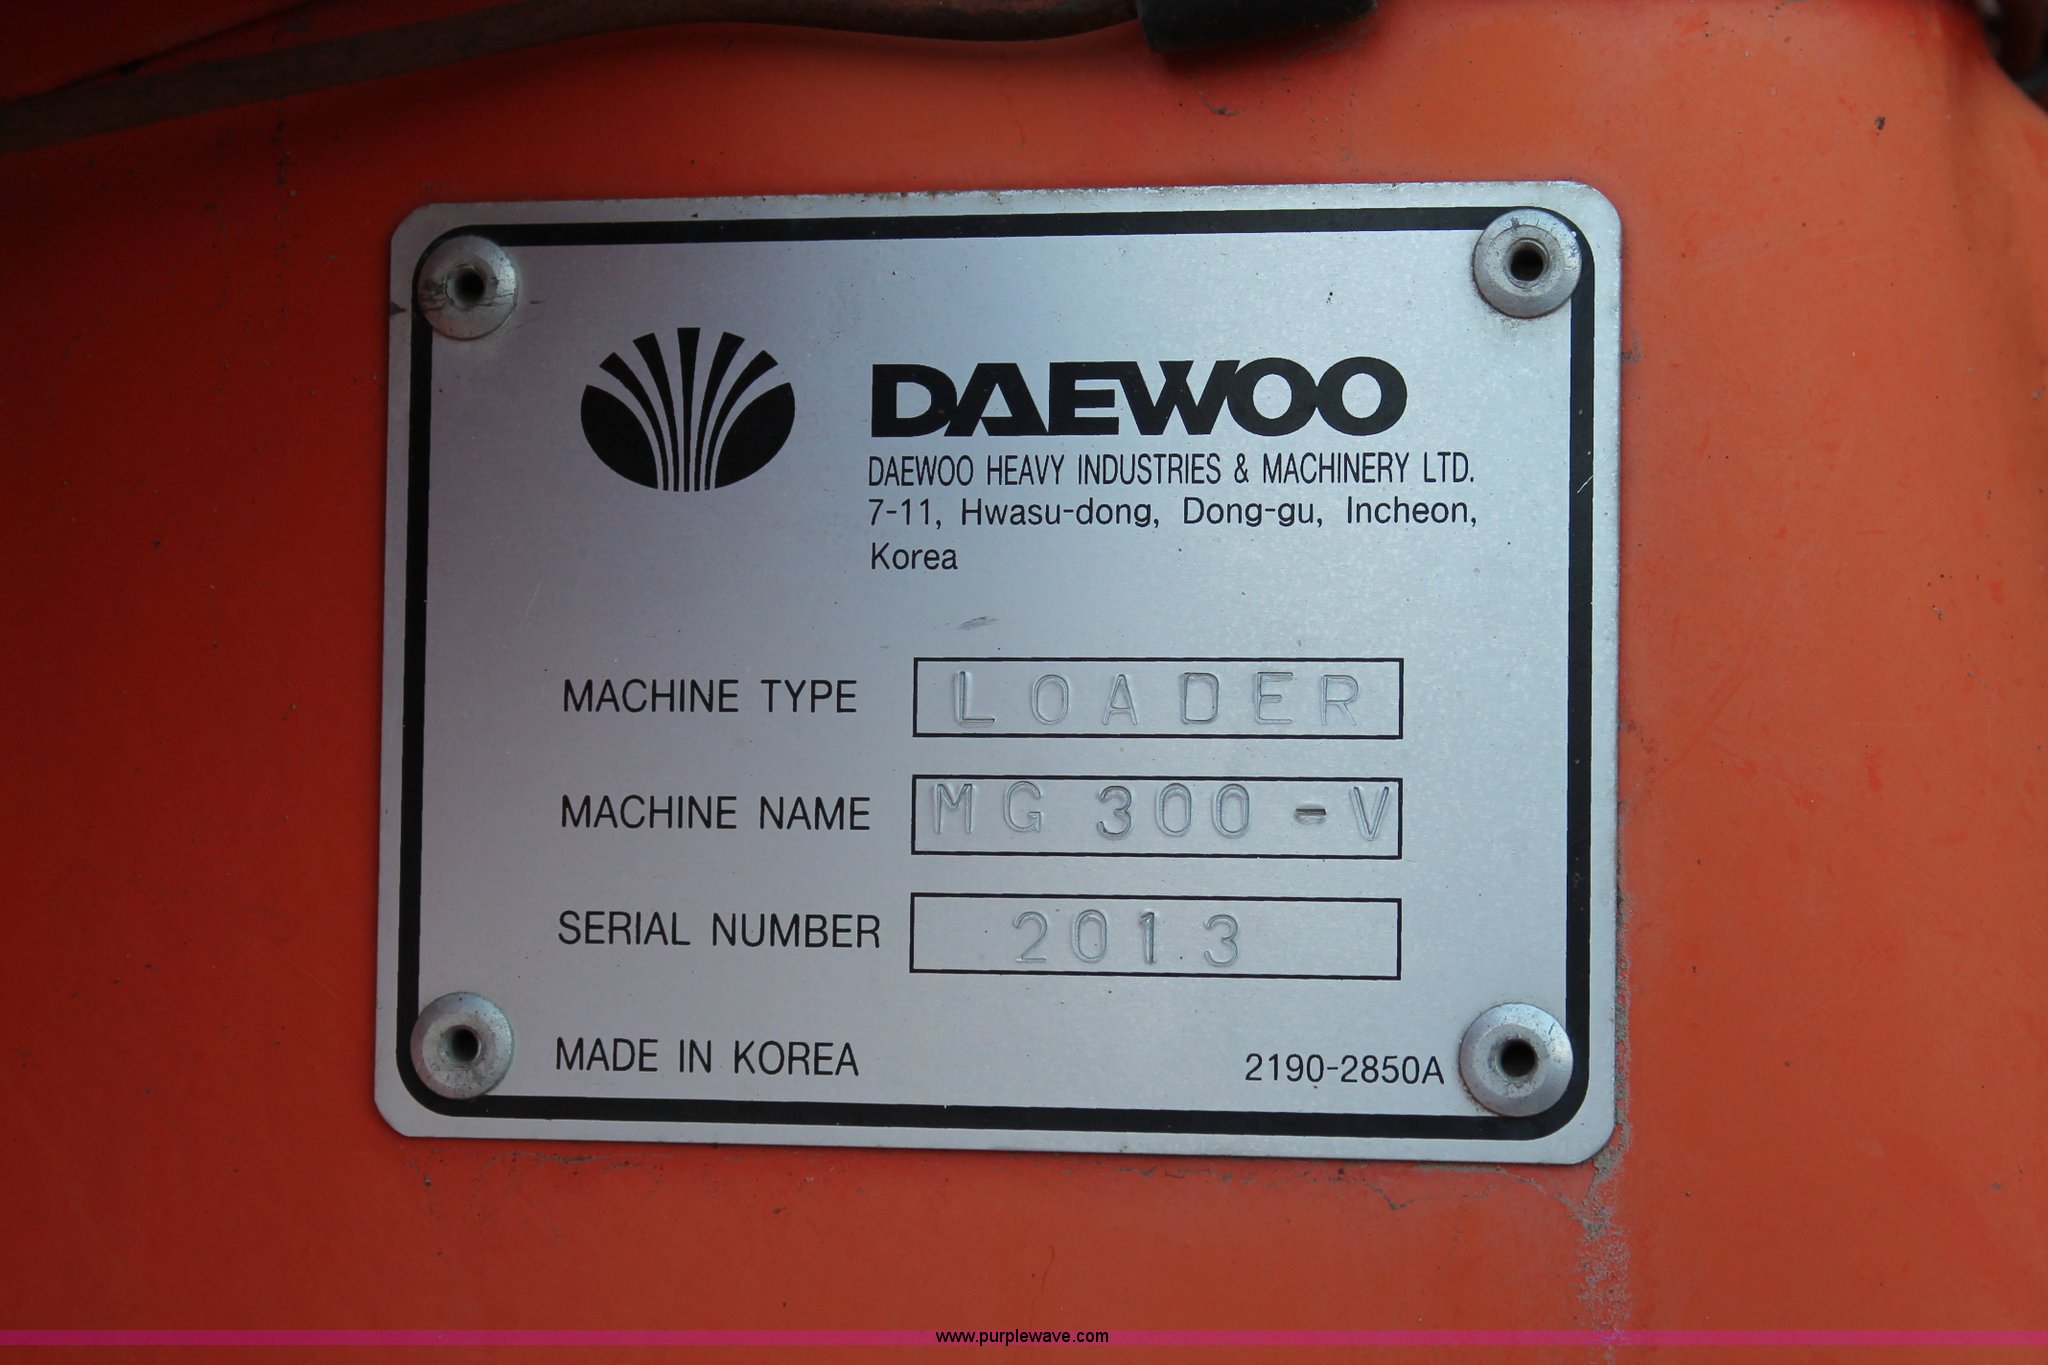 DAEWOO
DAEWOO HEAVY INDUSTRIES & MACHINERY LTD.
7-11, Hwasu-dong, Dong-gu, Incheon,
Korea
MACHINE TYPE LOADER
MACHINE NAME MG 300-V
SERIAL NUMBER 2013
MADE IN KOREA 2190-2850A
www.purplewave.com